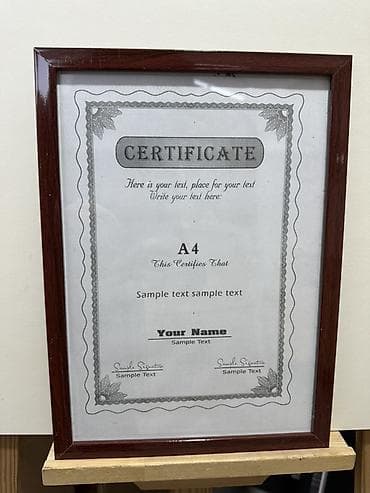 CERTIFICATE
Here is your text, place for your text
Write your text here:
A4
This Certifies That
Sample text sample text
Your Name
Sample Text
Sample Signature
Sample Text
Sample Signature
Sample Text